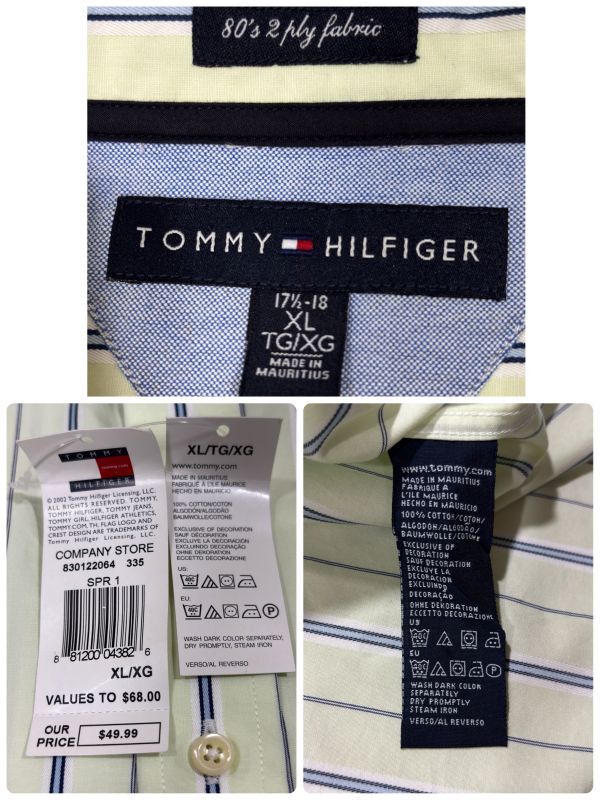 80's 2 ply fabric
TOMMY HILFIGER
17½-18
XL
TG/XG
MADE IN
MAURITIUS
TOMMY
HILFIGER
© 2002 Tommy Hilfiger Licensing, LLC.
ALL RIGHTS RESERVED. TOMMY,
TOMMY HILFIGER, TOMMY JEANS,
TOMMY GIRL, HILFIGER ATHLETICS,
TOMMY.COM, TH, FLAG LOGO AND
CREST DESIGN ARE TRADEMARKS OF
Tommy Hilfiger Licensing, LLC.
COMPANY STORE
830122064 335
SPR 1
8 81200 04382 6
XL/XG
VALUES TO $68.00
OUR
PRICE
$49.99
XL/TG/XG
www.tommy.com
MADE IN MAURITIUS
FABRIQUÉ À L'ILE MAURICE
HECHO EN MAURICIO
100% COTTON/COTON/
ALGODON/ALGODÃO/
BAUMWOLLE/COTONE
EXCLUSIVE OF DECORATION
SAUF DÉCORATION
EXCLUYE LA DECORACIÓN
EXCLUINDO DECORAÇÃO
OHNE DEKORATION
ECCETTO DECORAZIONE
US:
40C
EU:
40C
P
WASH DARK COLOR SEPARATELY,
DRY PROMPTLY, STEAM IRON
VERSO/AL REVERSO
www.tommy.com
MADE IN MAURITIUS
FABRIQUÉ À
L'ILE MAURICE
HECHO EN MAURICIO
100% COTTON/COTON/
ALGODON/ALGODÃO/
BAUMWOLLE/COTONE
EXCLUSIVE OF
DECORATION
SAUF DECORATION
EXCLUYE LA
DECORACION
EXCLUINDO
DECORAÇÃO
OHNE DEKORATION
ECCETTO DECORAZIONE
US
40C
EU
40C
P
WASH DARK COLOR
SEPARATELY
DRY PROMPTLY
STEAM IRON
VERSO/AL REVERSO